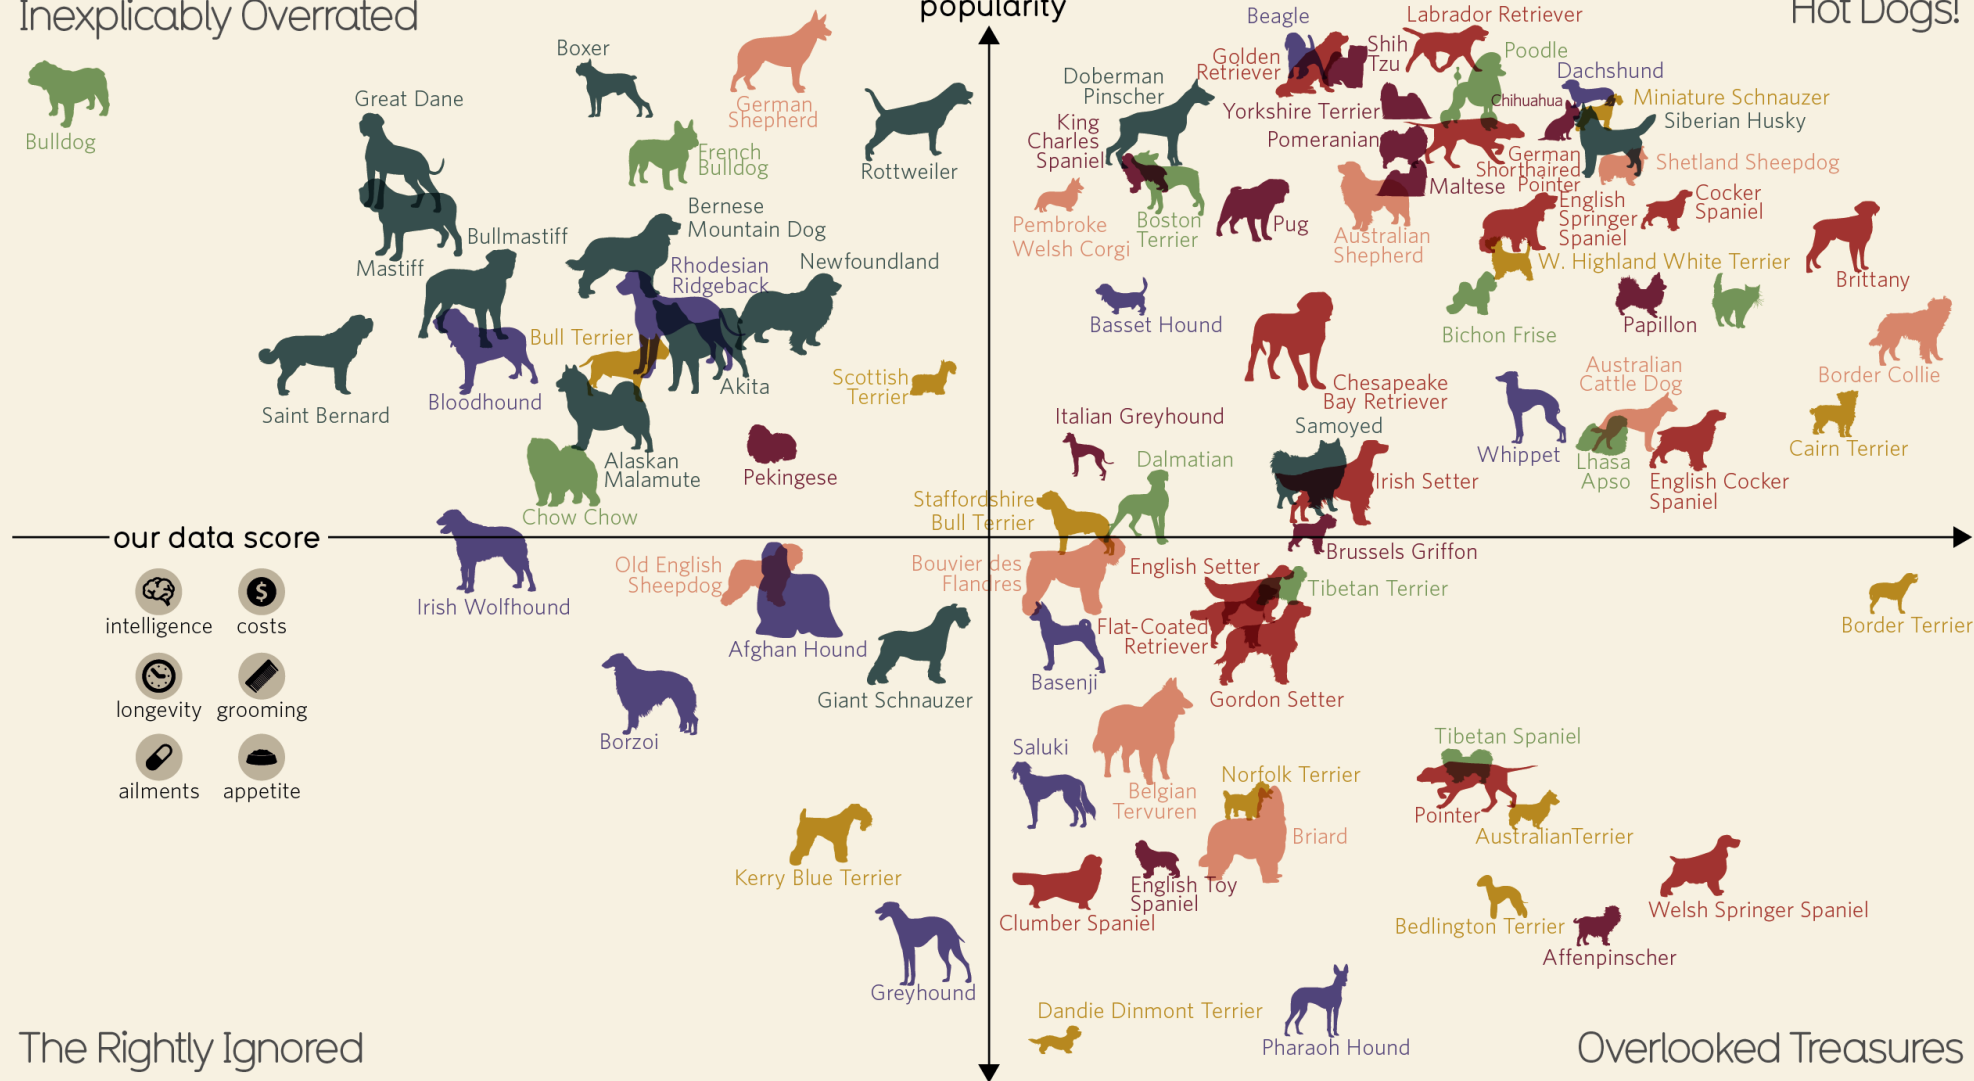 Inexplicably Overrated
popularity
Hot Dogs!
Bulldog
Great Dane
Boxer
German
Shepherd
French
Bulldog
Rottweiler
Mastiff
Bullmastiff
Bernese
Mountain Dog
Rhodesian
Ridgeback
Newfoundland
Saint Bernard
Bloodhound
Bull Terrier
Akita
Scottish
Terrier
Alaskan
Malamute
Pekingese
Chow Chow
Beagle
Labrador Retriever
Golden
Retriever
Shih
Tzu
Poodle
Doberman
Pinscher
Dachshund
Yorkshire Terrier
Chihuahua
Miniature Schnauzer
Siberian Husky
King
Charles
Spaniel
Pomeranian
German
Shorthaired
Pointer
Shetland Sheepdog
Maltese
Pembroke
Welsh Corgi
Boston
Terrier
Pug
Australian
Shepherd
English
Springer
Spaniel
Cocker
Spaniel
W. Highland White Terrier
Brittany
Basset Hound
Bichon Frise
Papillon
Chesapeake
Bay Retriever
Australian
Cattle Dog
Border Collie
Italian Greyhound
Samoyed
Whippet
Lhasa
Apso
English Cocker
Spaniel
Cairn Terrier
Dalmatian
Irish Setter
Staffordshire
Bull Terrier
Brussels Griffon
our data score
intelligence
costs
longevity
grooming
ailments
appetite
Irish Wolfhound
Old English
Sheepdog
Afghan Hound
Giant Schnauzer
Borzoi
Kerry Blue Terrier
Greyhound
Bouvier des
Flandres
English Setter
Tibetan Terrier
Border Terrier
Flat-Coated
Retriever
Basenji
Gordon Setter
Saluki
Belgian
Tervuren
Norfolk Terrier
Briard
Tibetan Spaniel
Pointer
AustralianTerrier
Clumber Spaniel
English Toy
Spaniel
Bedlington Terrier
Welsh Springer Spaniel
Affenpinscher
Dandie Dinmont Terrier
Pharaoh Hound
The Rightly Ignored
Overlooked Treasures